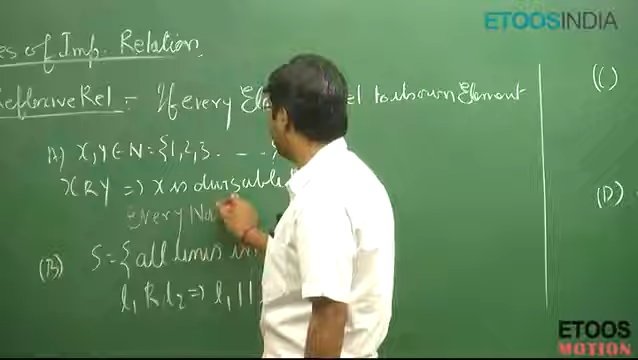 ETOOSINDIA
es of Imp. Relation
Reflexive Rel :- If every Ele el to its own Element
(A) X, Y ∈ N = {1, 2, 3 - - -
X R Y => X is divisable
Every Na
(B) S = { all lines in
l₁ R l₂ => l₁ ||
(C)
(D)
ETOOS
MOTION